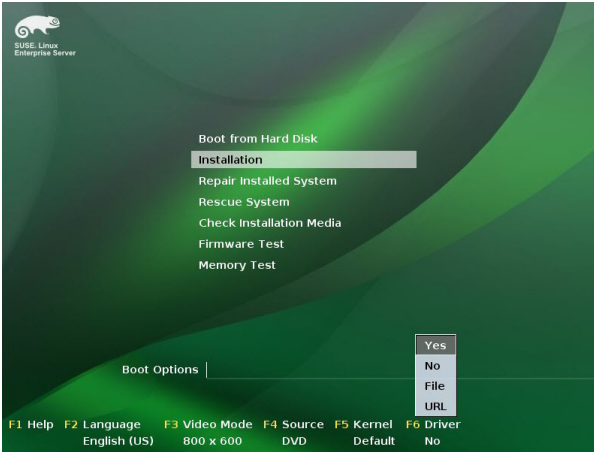 SUSE. Linux
Enterprise Server
Boot from Hard Disk
Installation
Repair Installed System
Rescue System
Check Installation Media
Firmware Test
Memory Test
Yes
No
File
URL
Boot Options
F1 Help F2 Language F3 Video Mode F4 Source F5 Kernel F6 Driver
English (US) 800 x 600 DVD Default No